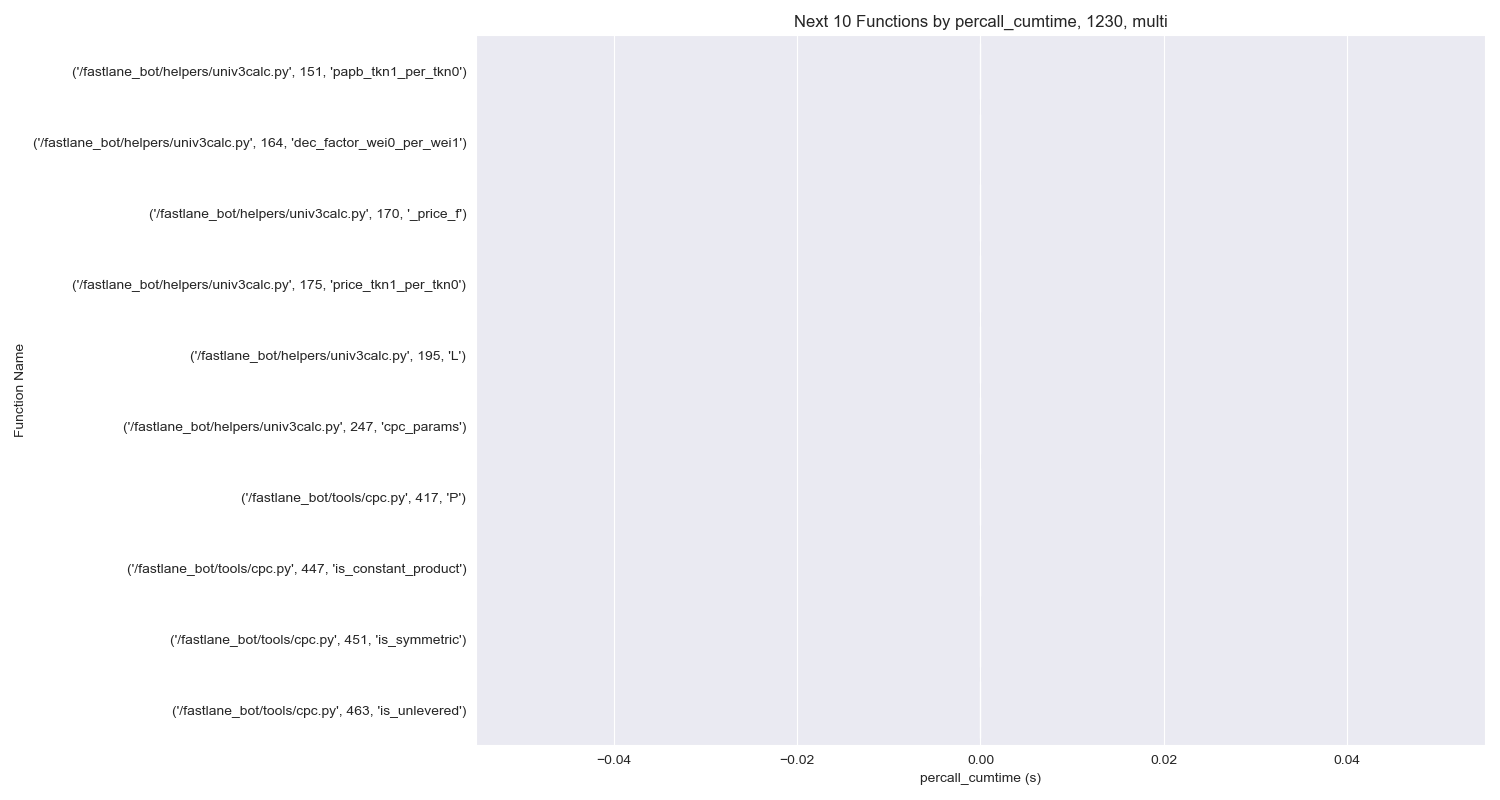 Next 10 Functions by percall_cumtime, 1230, multi
('/fastlane_bot/helpers/univ3calc.py', 151, 'papb_tkn1_per_tkn0')
('/fastlane_bot/helpers/univ3calc.py', 164, 'dec_factor_wei0_per_wei1')
('/fastlane_bot/helpers/univ3calc.py', 170, '_price_f')
('/fastlane_bot/helpers/univ3calc.py', 175, 'price_tkn1_per_tkn0')
('/fastlane_bot/helpers/univ3calc.py', 195, 'L')
('/fastlane_bot/helpers/univ3calc.py', 247, 'cpc_params')
('/fastlane_bot/tools/cpc.py', 417, 'P')
('/fastlane_bot/tools/cpc.py', 447, 'is_constant_product')
('/fastlane_bot/tools/cpc.py', 451, 'is_symmetric')
('/fastlane_bot/tools/cpc.py', 463, 'is_unlevered')
Function Name
−0.04 −0.02 0.00 0.02 0.04
percall_cumtime (s)